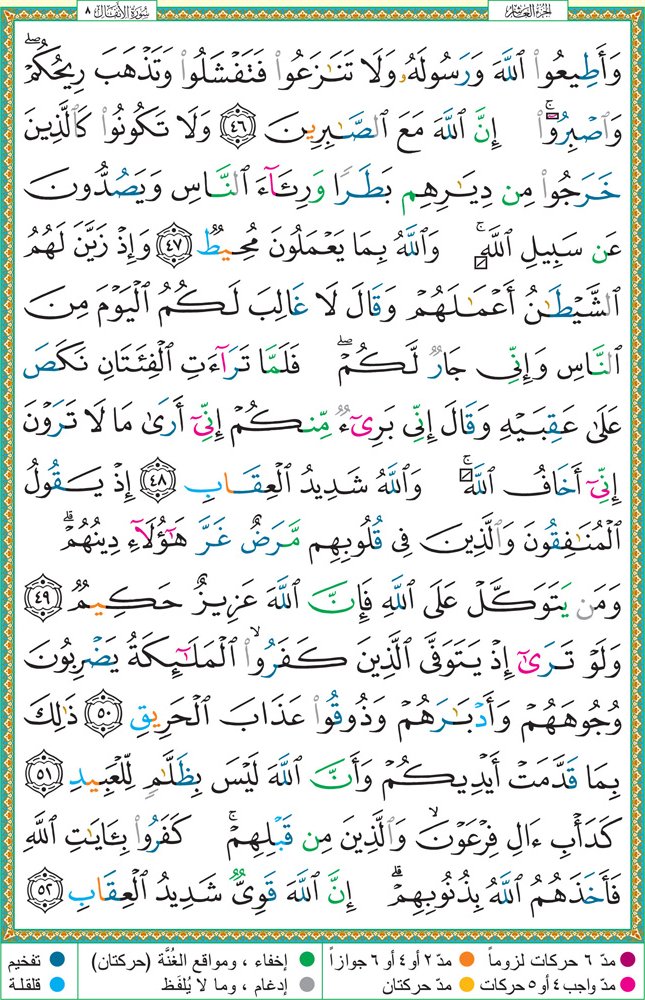 الجزء العاشر سورة الأنفال ٨
وَأَطِيعُوا۟ ٱللَّهَ وَرَسُولَهُۥ وَلَا تَنَـٰزَعُوا۟ فَتَفْشَلُوا۟ وَتَذْهَبَ رِيحُكُمْ ۖ
وَٱصْبِرُوٓا۟ ۚ إِنَّ ٱللَّهَ مَعَ ٱلصَّـٰبِرِينَ ٤٦ وَلَا تَكُونُوا۟ كَٱلَّذِينَ
خَرَجُوا۟ مِن دِيَـٰرِهِم بَطَرًا وَرِئَآءَ ٱلنَّاسِ وَيَصُدُّونَ
عَن سَبِيلِ ٱللَّهِ ۚ وَٱللَّهُ بِمَا يَعْمَلُونَ مُحِيطٌ ٤٧ وَإِذْ زَيَّنَ لَهُمُ
ٱلشَّيْطَـٰنُ أَعْمَـٰلَهُمْ وَقَالَ لَا غَالِبَ لَكُمُ ٱلْيَوْمَ مِنَ
ٱلنَّاسِ وَإِنِّى جَارٌ لَّكُمْ ۖ فَلَمَّا تَرَآءَتِ ٱلْفِئَتَانِ نَكَصَ
عَلَىٰ عَقِبَيْهِ وَقَالَ إِنِّى بَرِىٓءٌ مِّنكُمْ إِنِّىٓ أَرَىٰ مَا لَا تَرَوْنَ
إِنِّىٓ أَخَافُ ٱللَّهَ ۚ وَٱللَّهُ شَدِيدُ ٱلْعِقَابِ ٤٨ إِذْ يَقُولُ
ٱلْمُنَـٰفِقُونَ وَٱلَّذِينَ فِى قُلُوبِهِم مَّرَضٌ غَرَّ هَـٰٓؤُلَآءِ دِينُهُمْ ۗ
وَمَن يَتَوَكَّلْ عَلَى ٱللَّهِ فَإِنَّ ٱللَّهَ عَزِيزٌ حَكِيمٌ ٤٩
وَلَوْ تَرَىٰٓ إِذْ يَتَوَفَّى ٱلَّذِينَ كَفَرُوا۟ ۙ ٱلْمَلَـٰٓئِكَةُ يَضْرِبُونَ
وُجُوهَهُمْ وَأَدْبَـٰرَهُمْ وَذُوقُوا۟ عَذَابَ ٱلْحَرِيقِ ٥٠ ذَٰلِكَ
بِمَا قَدَّمَتْ أَيْدِيكُمْ وَأَنَّ ٱللَّهَ لَيْسَ بِظَلَّـٰمٍ لِّلْعَبِيدِ ٥١
كَدَأْبِ ءَالِ فِرْعَوْنَ ۙ وَٱلَّذِينَ مِن قَبْلِهِمْ ۚ كَفَرُوا۟ بِـَٔايَـٰتِ ٱللَّهِ
فَأَخَذَهُمُ ٱللَّهُ بِذُنُوبِهِمْ ۗ إِنَّ ٱللَّهَ قَوِىٌّ شَدِيدُ ٱلْعِقَابِ ٥٢
مدّ ٦ حركات لزوماً مدّ ٢ أو ٤ أو ٦ جوازاً إخفاء ، ومواقع الغُنَّة (حركتان) تفخيم
مدّ واجب ٤ أو ٥ حركات مدّ حركتان إدغام ، وما لا يُلفَظ قلقلة